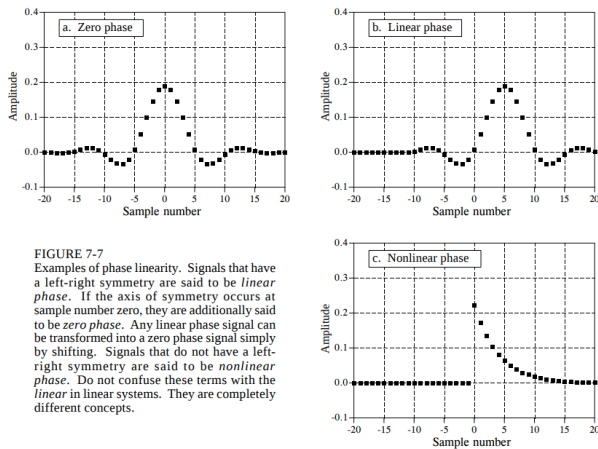 a. Zero phase
0.4
0.3
0.2
0.1
0.0
-0.1
Amplitude
-20 -15 -10 -5 0 5 10 15 20
Sample number
b. Linear phase
0.4
0.3
0.2
0.1
0.0
-0.1
Amplitude
-20 -15 -10 -5 0 5 10 15 20
Sample number
FIGURE 7-7
Examples of phase linearity. Signals that have
a left-right symmetry are said to be linear
phase. If the axis of symmetry occurs at
sample number zero, they are additionally said
to be zero phase. Any linear phase signal can
be transformed into a zero phase signal simply
by shifting. Signals that do not have a left-
right symmetry are said to be nonlinear
phase. Do not confuse these terms with the
linear in linear systems. They are completely
different concepts.
c. Nonlinear phase
0.4
0.3
0.2
0.1
0.0
-0.1
Amplitude
-20 -15 -10 -5 0 5 10 15 20
Sample number